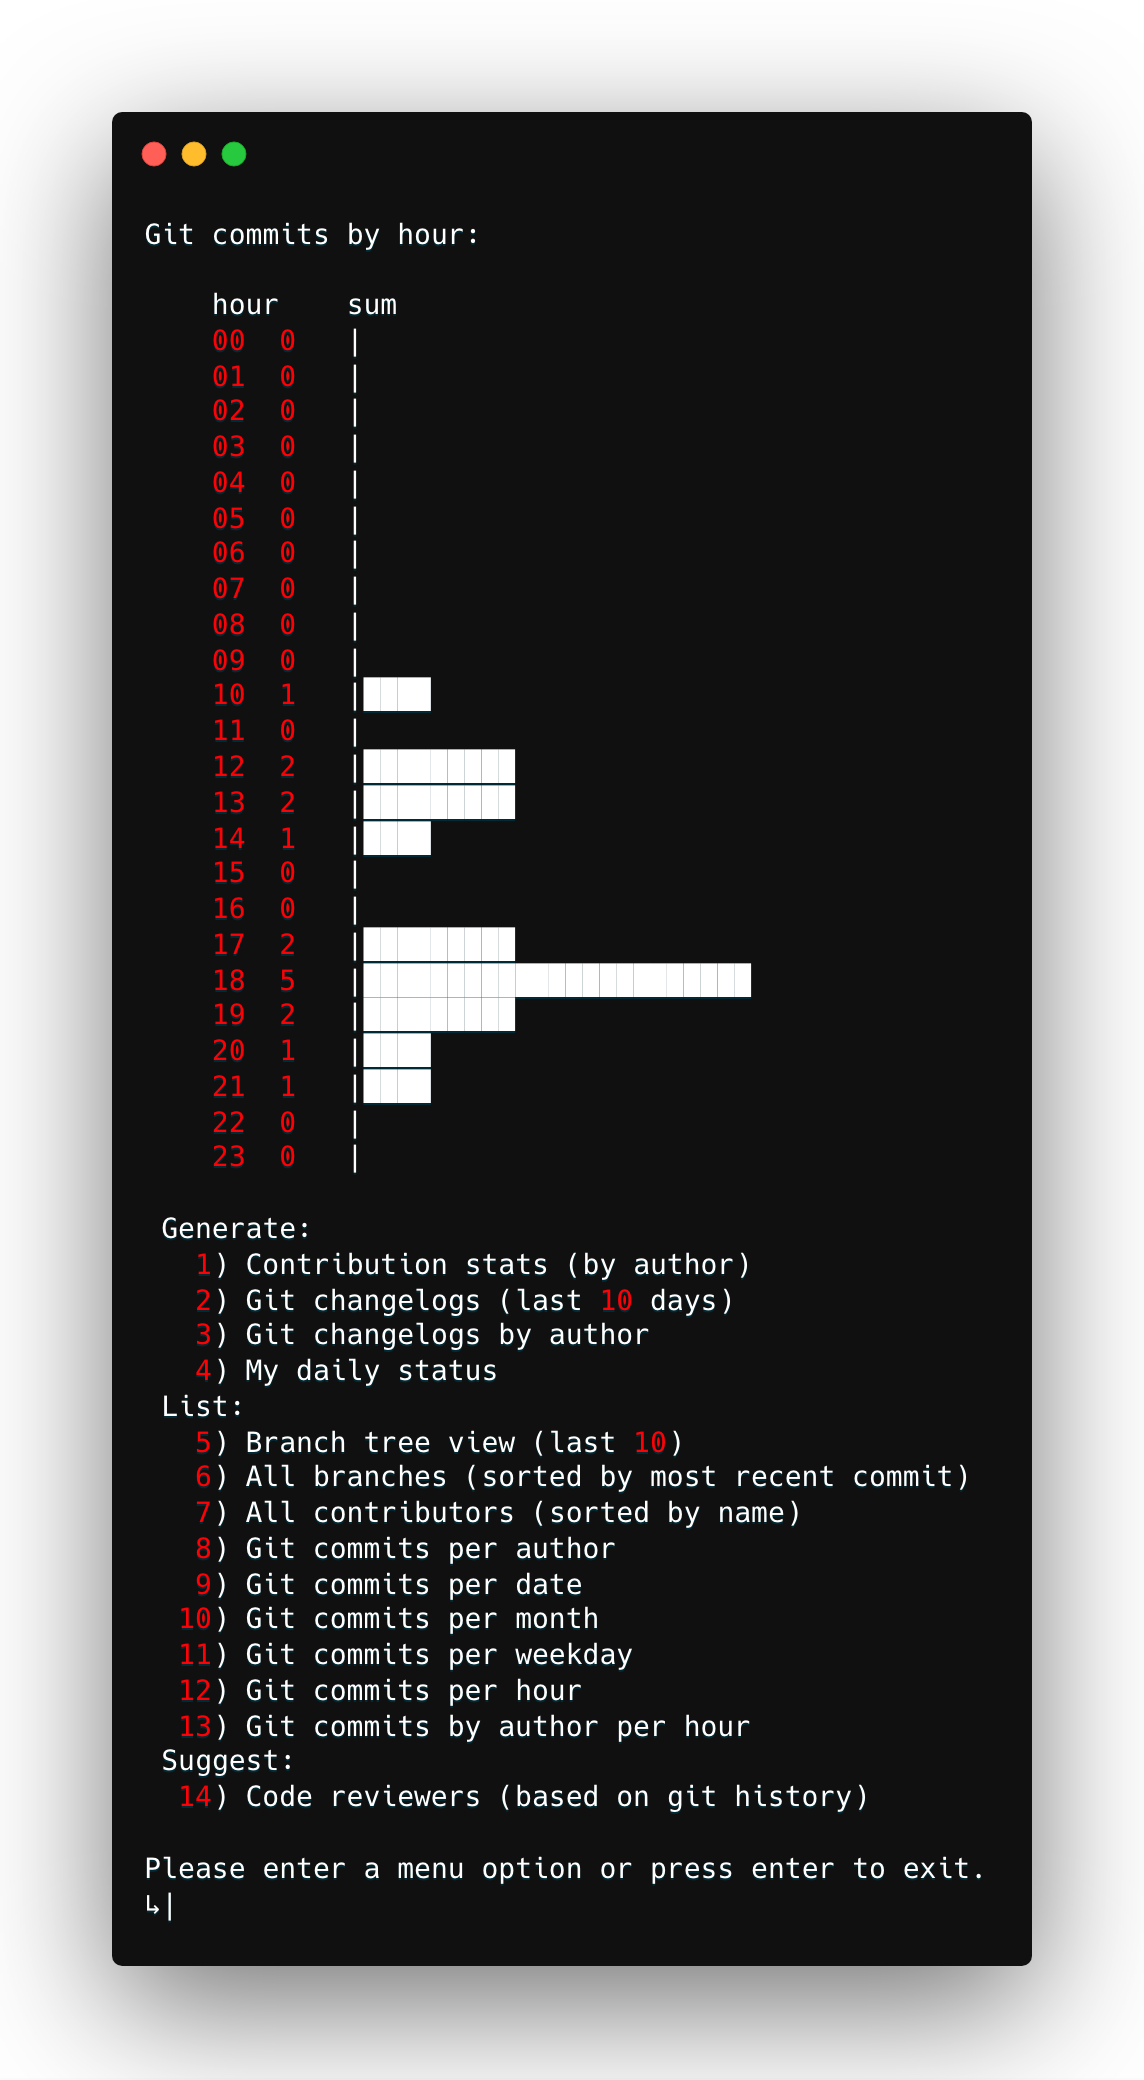 Git commits by hour:
hour    sum
00  0   |
01  0   |
02  0   |
03  0   |
04  0   |
05  0   |
06  0   |
07  0   |
08  0   |
09  0   |
10  1   |████
11  0   |
12  2   |█████████
13  2   |█████████
14  1   |████
15  0   |
16  0   |
17  2   |█████████
18  5   |███████████████████████
19  2   |█████████
20  1   |████
21  1   |████
22  0   |
23  0   |
Generate:
1) Contribution stats (by author)
2) Git changelogs (last 10 days)
3) Git changelogs by author
4) My daily status
List:
5) Branch tree view (last 10)
6) All branches (sorted by most recent commit)
7) All contributors (sorted by name)
8) Git commits per author
9) Git commits per date
10) Git commits per month
11) Git commits per weekday
12) Git commits per hour
13) Git commits by author per hour
Suggest:
14) Code reviewers (based on git history)
Please enter a menu option or press enter to exit.
↳|